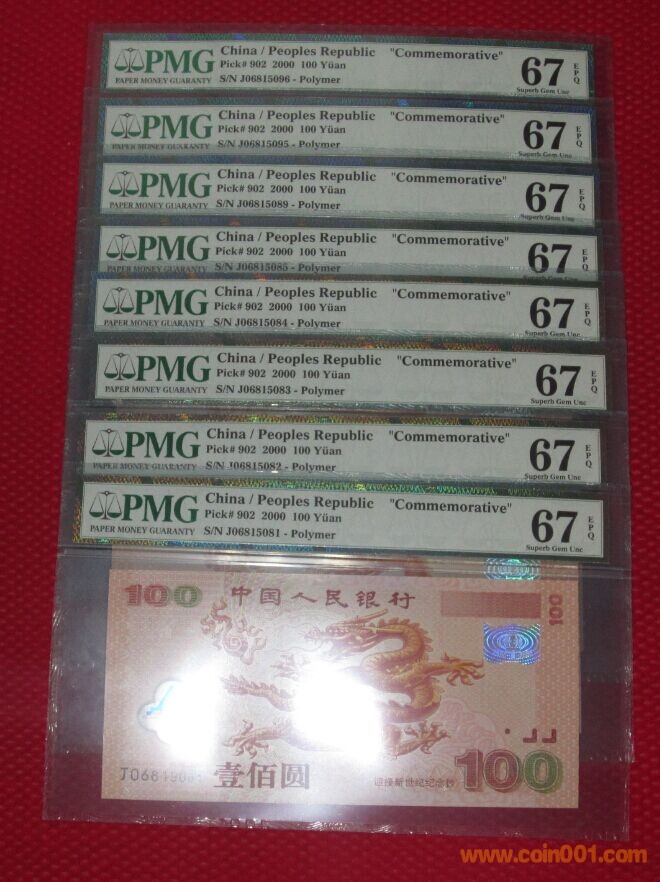 PMG
PAPER MONEY GUARANTY
China / Peoples Republic "Commemorative"
Pick# 902 2000 100 Yüan
S/N J06815096 - Polymer
67 EPQ
Superb Gem Unc
PMG
PAPER MONEY GUARANTY
China / Peoples Republic "Commemorative"
Pick# 902 2000 100 Yüan
S/N J06815095 - Polymer
67 EPQ
Superb Gem Unc
PMG
PAPER MONEY GUARANTY
China / Peoples Republic "Commemorative"
Pick# 902 2000 100 Yüan
S/N J06815089 - Polymer
67 EPQ
Superb Gem Unc
PMG
PAPER MONEY GUARANTY
China / Peoples Republic "Commemorative"
Pick# 902 2000 100 Yüan
S/N J06815085 - Polymer
67 EPQ
Superb Gem Unc
PMG
PAPER MONEY GUARANTY
China / Peoples Republic "Commemorative"
Pick# 902 2000 100 Yüan
S/N J06815084 - Polymer
67 EPQ
Superb Gem Unc
PMG
PAPER MONEY GUARANTY
China / Peoples Republic "Commemorative"
Pick# 902 2000 100 Yüan
S/N J06815083 - Polymer
67 EPQ
Superb Gem Unc
PMG
PAPER MONEY GUARANTY
China / Peoples Republic "Commemorative"
Pick# 902 2000 100 Yüan
S/N J06815082 - Polymer
67 EPQ
Superb Gem Unc
PMG
PAPER MONEY GUARANTY
China / Peoples Republic "Commemorative"
Pick# 902 2000 100 Yüan
S/N J06815081 - Polymer
67 EPQ
Superb Gem Unc
100 中国人民银行
100
壹佰圆
迎接新世纪纪念钞
100
www.coin001.com